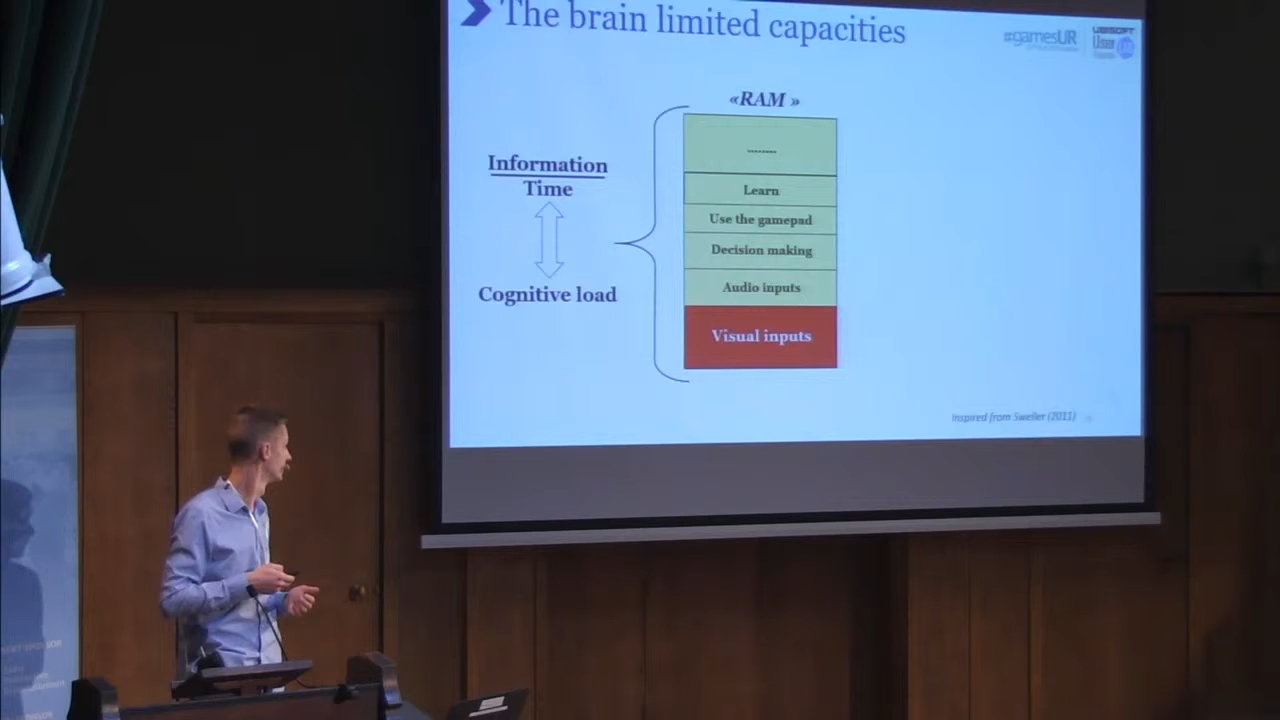 The brain limited capacities
#gamesUR
UBISOFT
User
«RAM »
........
Information
Time
Learn
Use the gamepad
Decision making
Cognitive load
Audio inputs
Visual inputs
Inspired from Sweller (2011)